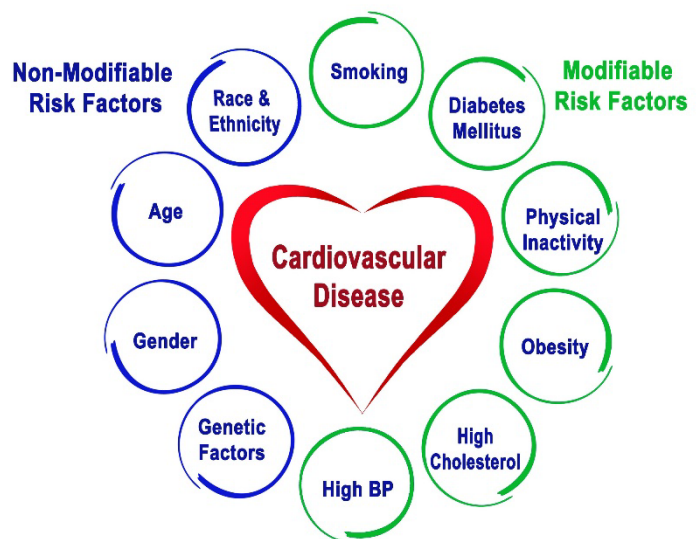 Non-Modifiable
Risk Factors
Modifiable
Risk Factors
Smoking
Diabetes
Mellitus
Physical
Inactivity
Obesity
High
Cholesterol
High BP
Genetic
Factors
Gender
Age
Race &
Ethnicity
Cardiovascular
Disease